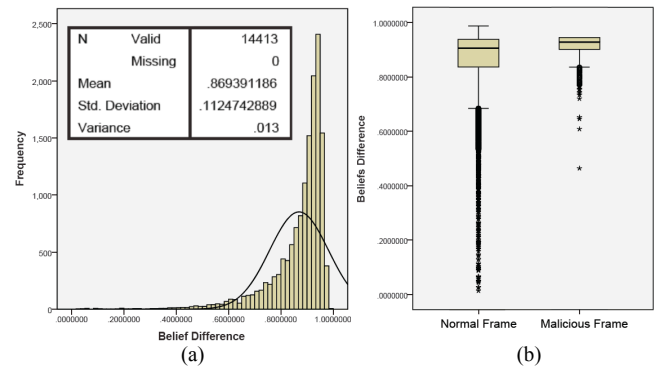 2,500
2,000
1,500
1,000
500
0
Frequency
N Valid 14413
Missing 0
Mean .869391186
Std. Deviation .1124742889
Variance .013
.0000000 .2000000 .4000000 .6000000 .8000000 1.0000000
Belief Difference
(a)
1.0000000
.8000000
.6000000
.4000000
.2000000
.0000000
Beliefs Difference
Normal Frame Malicious Frame
(b)